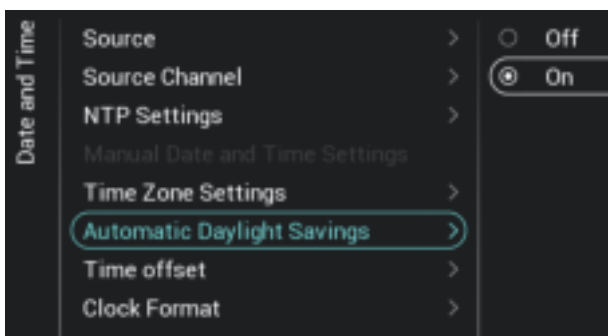 Date and Time
Source
Source Channel
NTP Settings
Manual Date and Time Settings
Time Zone Settings
Automatic Daylight Savings
Time offset
Clock Format
Off
On